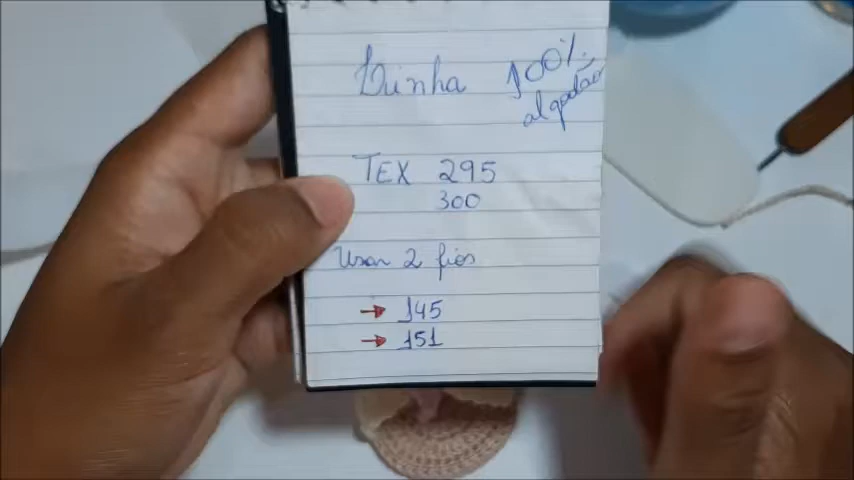 Linha 100%
algodão
TEX 295
300
Usar 2 fios
→ 145
→ 151